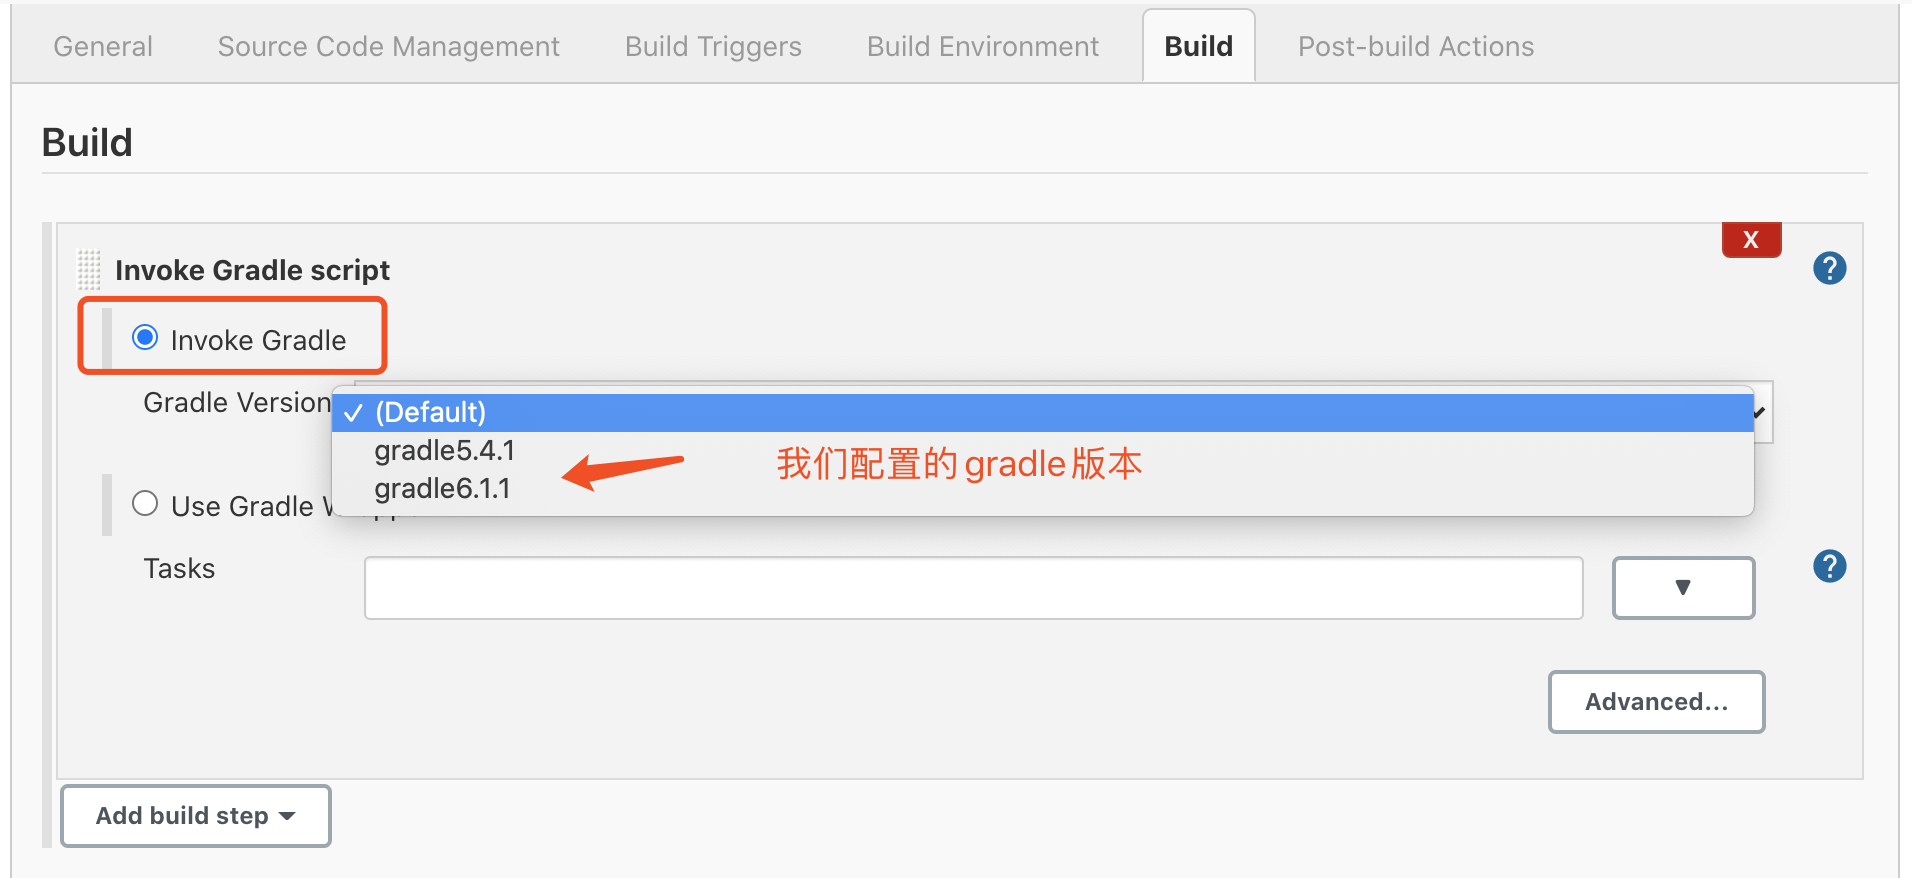 General Source Code Management Build Triggers Build Environment Build Post-build Actions
Build
X
Invoke Gradle script
Invoke Gradle
Gradle Version
(Default)
gradle5.4.1
我们配置的gradle版本
gradle6.1.1
Use Gradle
Tasks
Advanced...
Add build step